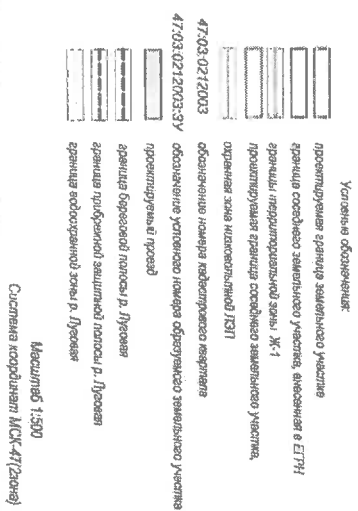 Условные обозначения:
проектируемая граница земельного участка
граница соседнего земельного участка, внесенная в ЕГРН
границы территориальной зоны Ж-1
проектируемая граница соседнего земельного участка,
охранная зона низковольтной ЛЭП
47:03:0212003 обозначение номера кадастрового квартала
47:03:0212003:ЗУ обозначение условного номера образуемого земельного участка
проектируемый проезд
граница береговой полосы р. Луговая
граница прибрежной защитной полосы р. Луговая
граница водоохранной зоны р. Луговая
Масштаб 1:500
Система координат МСК-47(2зона)